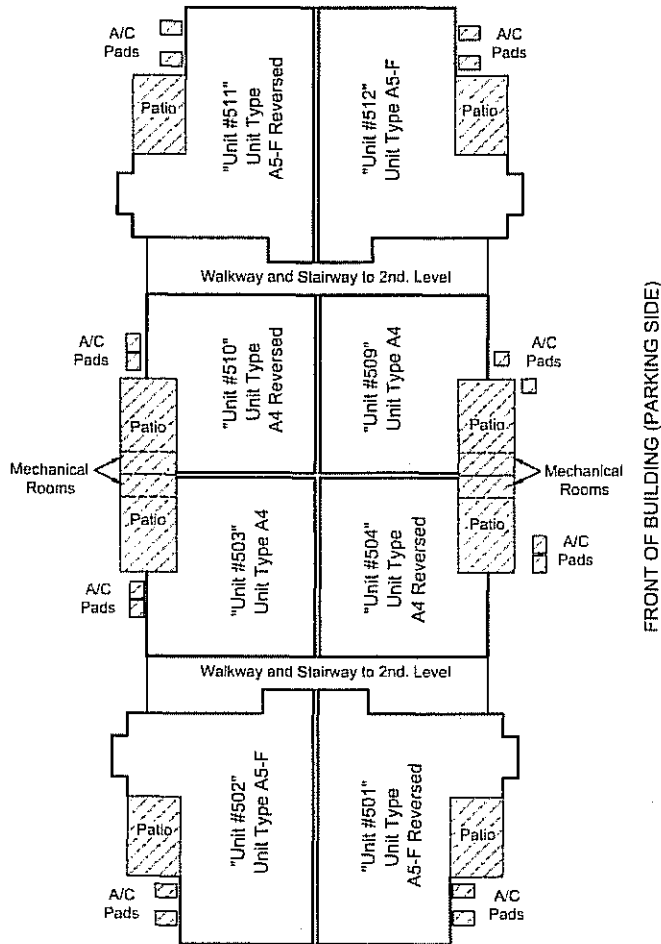 A/C
Pads
A/C
Pads
Patio
"Unit #511"
Unit Type
A5-F Reversed
"Unit #512"
Unit Type A5-F
Patio
Walkway and Stairway to 2nd. Level
A/C
Pads
"Unit #510"
Unit Type
A4 Reversed
"Unit #509"
Unit Type A4
A/C
Pads
Patio
Patio
Mechanical
Rooms
Mechanical
Rooms
Patio
Patio
"Unit #503"
Unit Type A4
"Unit #504"
Unit Type
A4 Reversed
A/C
Pads
A/C
Pads
FRONT OF BUILDING (PARKING SIDE)
Walkway and Stairway to 2nd. Level
"Unit #502"
Unit Type A5-F
"Unit #501"
Unit Type
A5-F Reversed
Patio
Patio
A/C
Pads
A/C
Pads